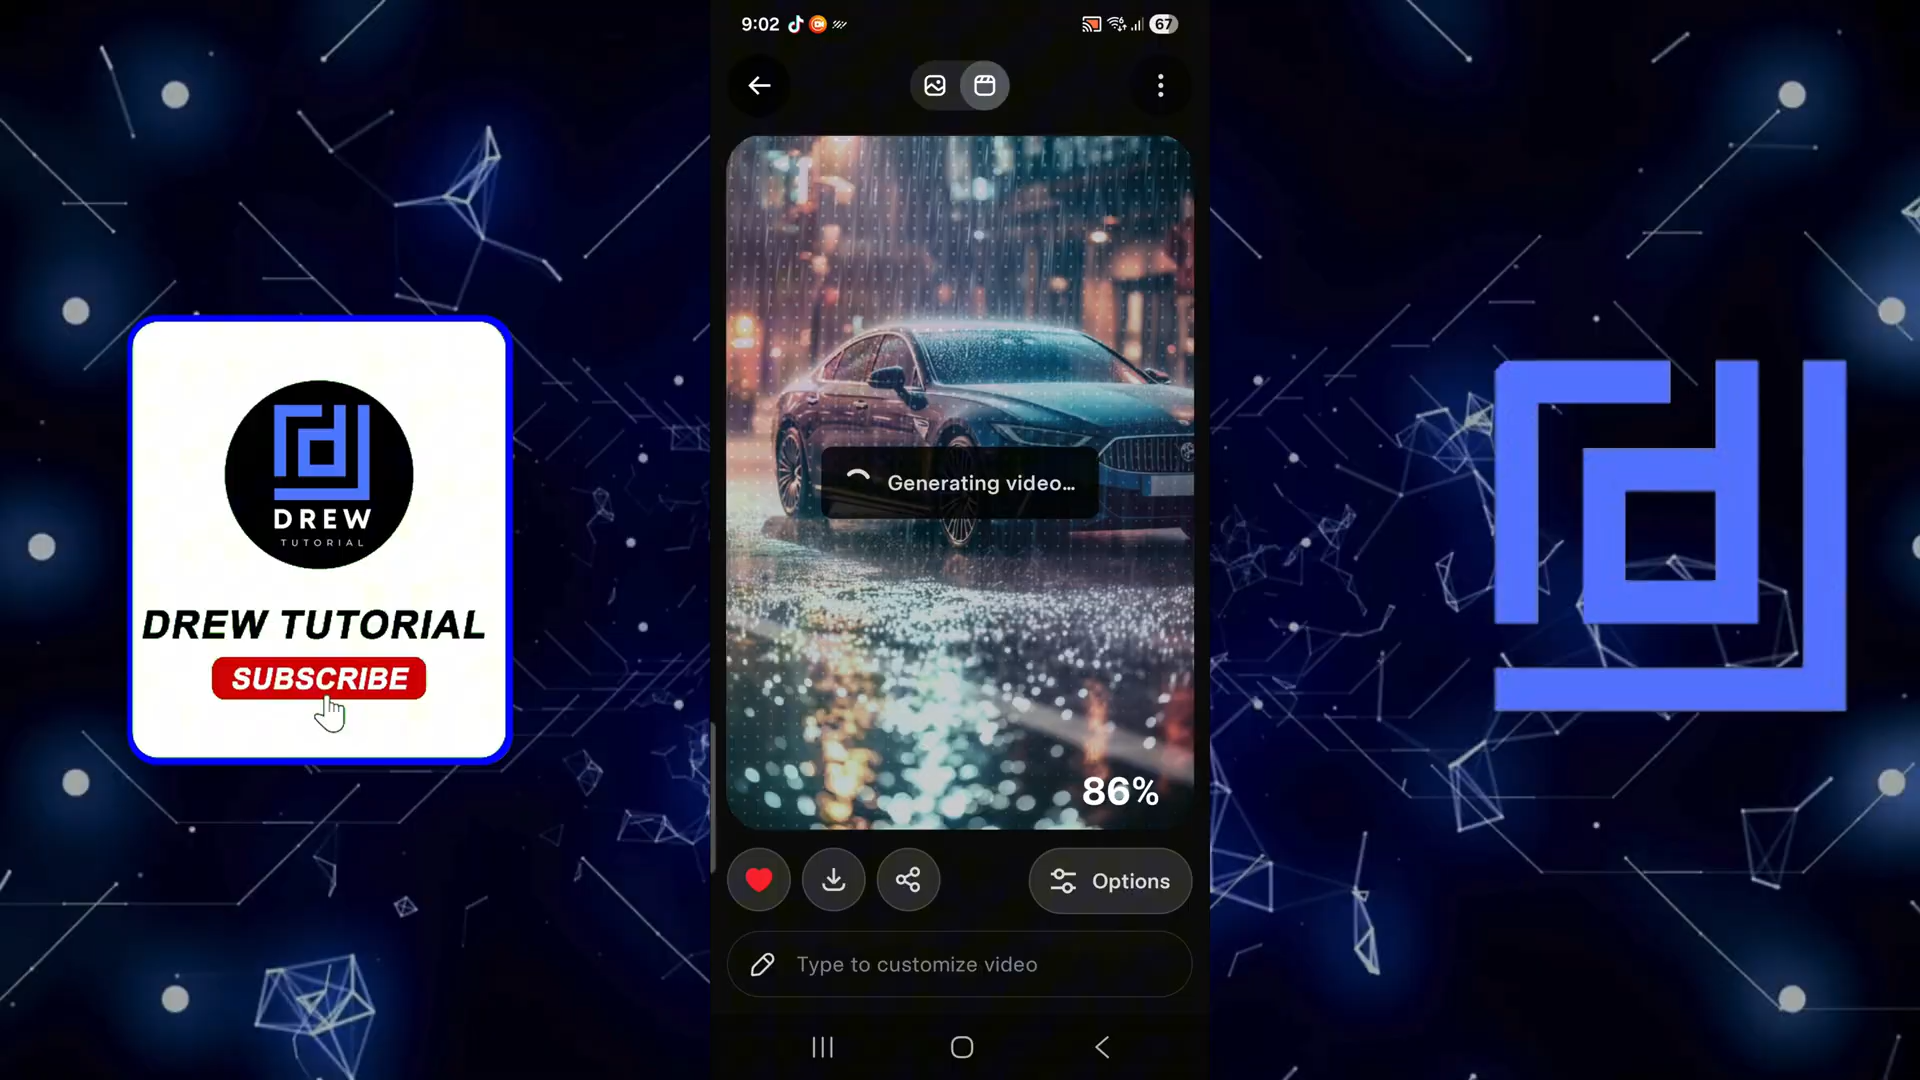 9:02
67
Generating video...
86%
Options
Type to customize video
DREW
TUTORIAL
DREW TUTORIAL
SUBSCRIBE